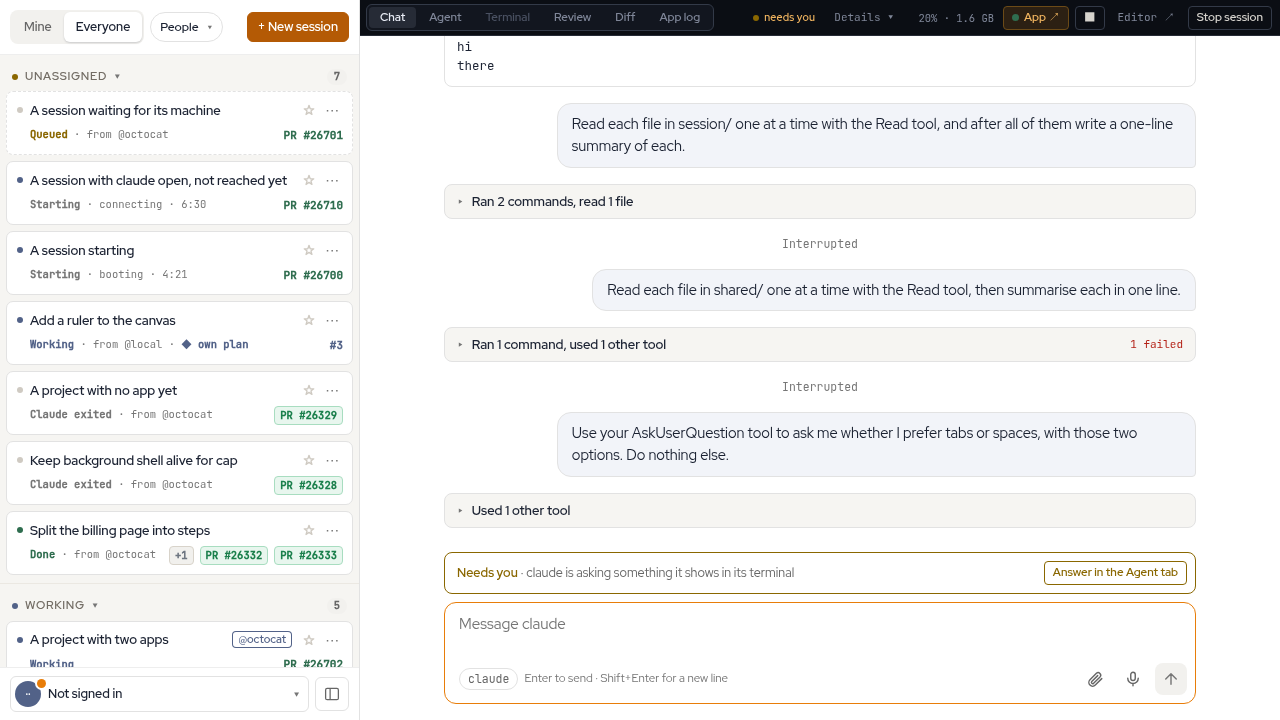 Mine
Everyone
People ▾
+ New session
UNASSIGNED ▾
7
A session waiting for its machine
Queued · from @octocat
PR #26701
A session with claude open, not reached yet
Starting · connecting · 6:30
PR #26710
A session starting
Starting · booting · 4:21
PR #26700
Add a ruler to the canvas
Working · from @local · ◆ own plan
#3
A project with no app yet
Claude exited · from @octocat
PR #26329
Keep background shell alive for cap
Claude exited · from @octocat
PR #26328
Split the billing page into steps
Done · from @octocat
+1
PR #26332
PR #26333
WORKING ▾
5
A project with two apps
@octocat
Working
PR #26702
Not signed in
Chat
Agent
Terminal
Review
Diff
App log
needs you
Details ▾
20% · 1.6 GB
App ↗
Editor ↗
Stop session
hi
there
Read each file in session/ one at a time with the Read tool, and after all of them write a one-line
summary of each.
Ran 2 commands, read 1 file
Interrupted
Read each file in shared/ one at a time with the Read tool, then summarise each in one line.
Ran 1 command, used 1 other tool
1 failed
Interrupted
Use your AskUserQuestion tool to ask me whether I prefer tabs or spaces, with those two
options. Do nothing else.
Used 1 other tool
Needs you · claude is asking something it shows in its terminal
Answer in the Agent tab
Message claude
claude
Enter to send · Shift+Enter for a new line